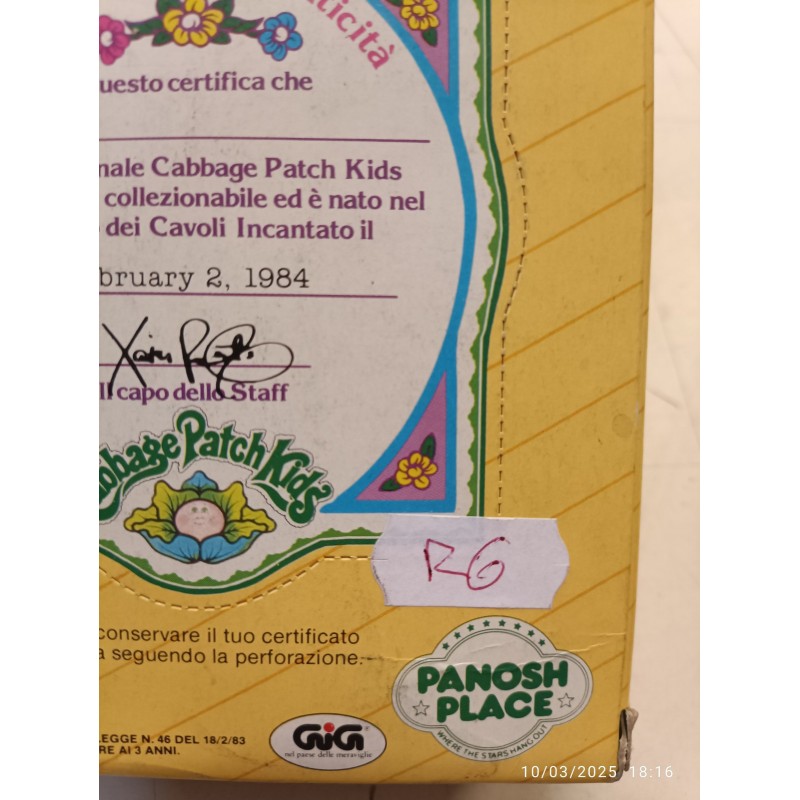 ticità
uesto certifica che
nale Cabbage Patch Kids
collezionabile ed è nato nel
dei Cavoli Incantato il
bruary 2, 1984
Il capo dello Staff
abbage Patch Kids
R6
conservare il tuo certificato
a seguendo la perforazione.
PANOSH
PLACE
WHERE THE STARS HANG OUT
GiG
nel paese delle meraviglie
EGGE N. 46 DEL 18/2/83
RE AI 3 ANNI.
10/03/2025 18:16